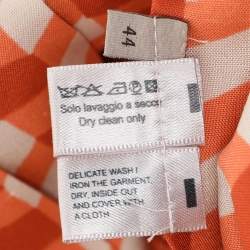 44
Solo lavaggio a secco
Dry clean only
DELICATE WASH !
IRON THE GARMENT,
DRY, INSIDE OUT
AND COVER WITH
A CLOTH